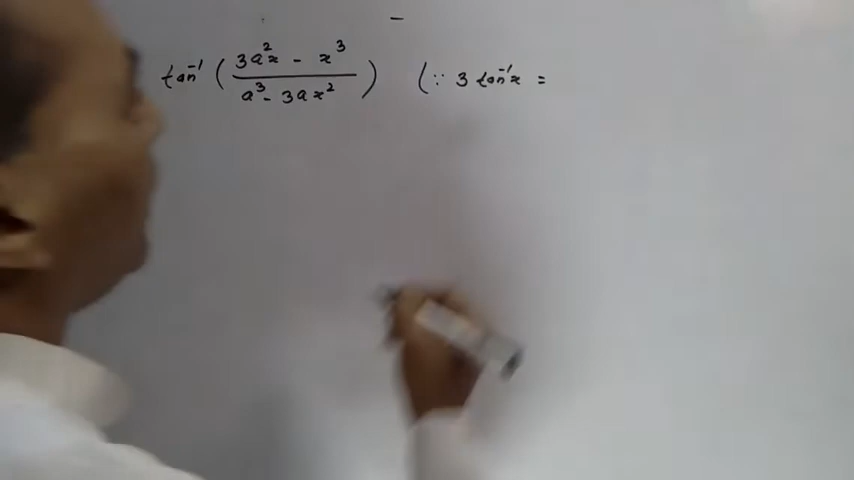 tan⁻¹ ( (3a²x - x³) / (a³ - 3ax²) ) (∵ 3 tan⁻¹x =